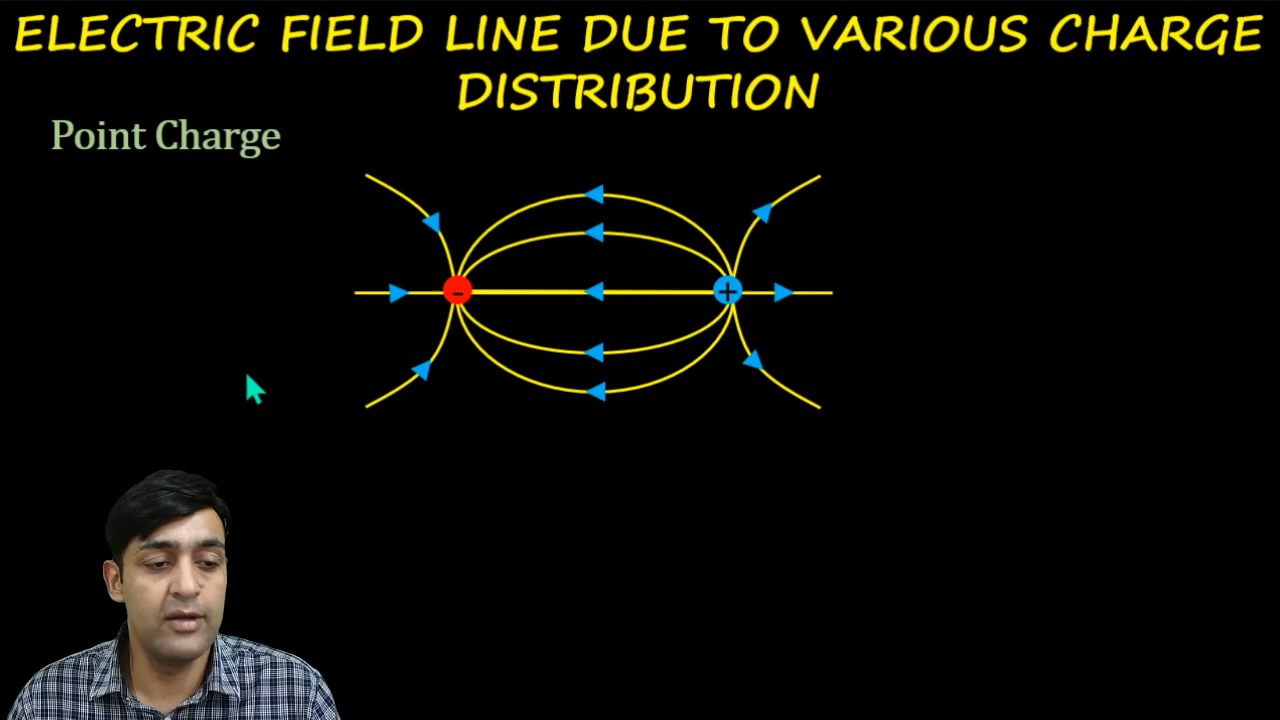 ELECTRIC FIELD LINE DUE TO VARIOUS CHARGE
DISTRIBUTION
Point Charge
- +